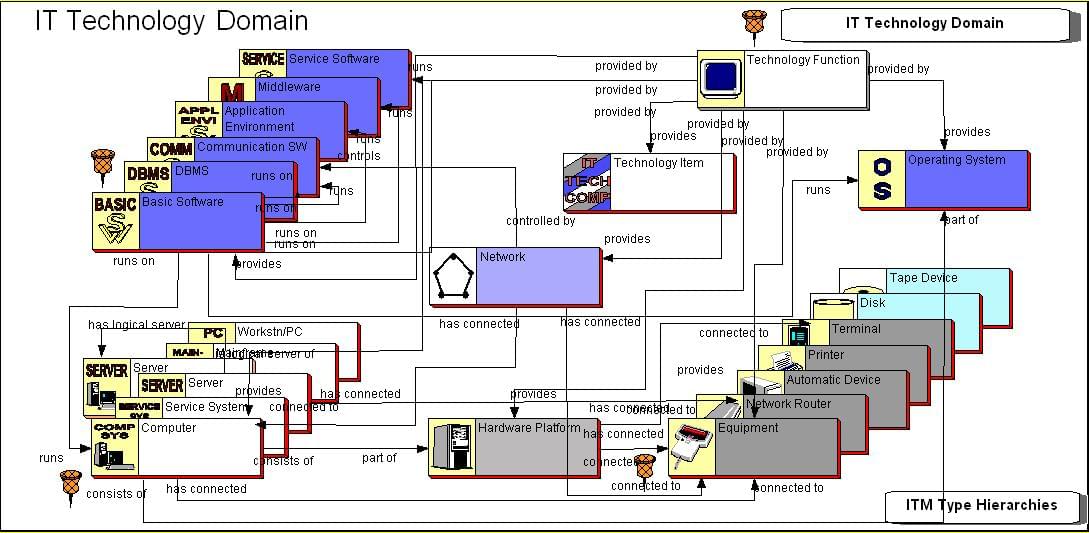 IT Technology Domain
IT Technology Domain
SERVICE
Service Software
runs
provided by
Technology Function
provided by
M
Middleware
runs
provided by
APPL
ENVI
Application
Environment
runs
provided by
provided by
provides
provided by
provides
COMM
Communication SW
controls
provided by
DBMS
DBMS
runs on
IT
TECH
COMP
Technology Item
OS
Operating System
runs
runs
BASIC
SW
Basic Software
runs on
controlled by
part of
runs on
runs on
provides
runs on
provides
Network
Tape Device
Disk
has logical server
has connected
has connected
PC
Workstn/PC
connected to
Terminal
MAIN-
logical server of
Printer
SERVER
Server
SERVER
Server
provides
has connected
provides
provides
Automatic Device
SERVICE
SYS
Service System
connected to
has connected
connected to
Network Router
COMP
SYS
Computer
Hardware Platform
has connected
Equipment
runs
consists of
part of
connected
consists of
has connected
connected to
connected to
ITM Type Hierarchies